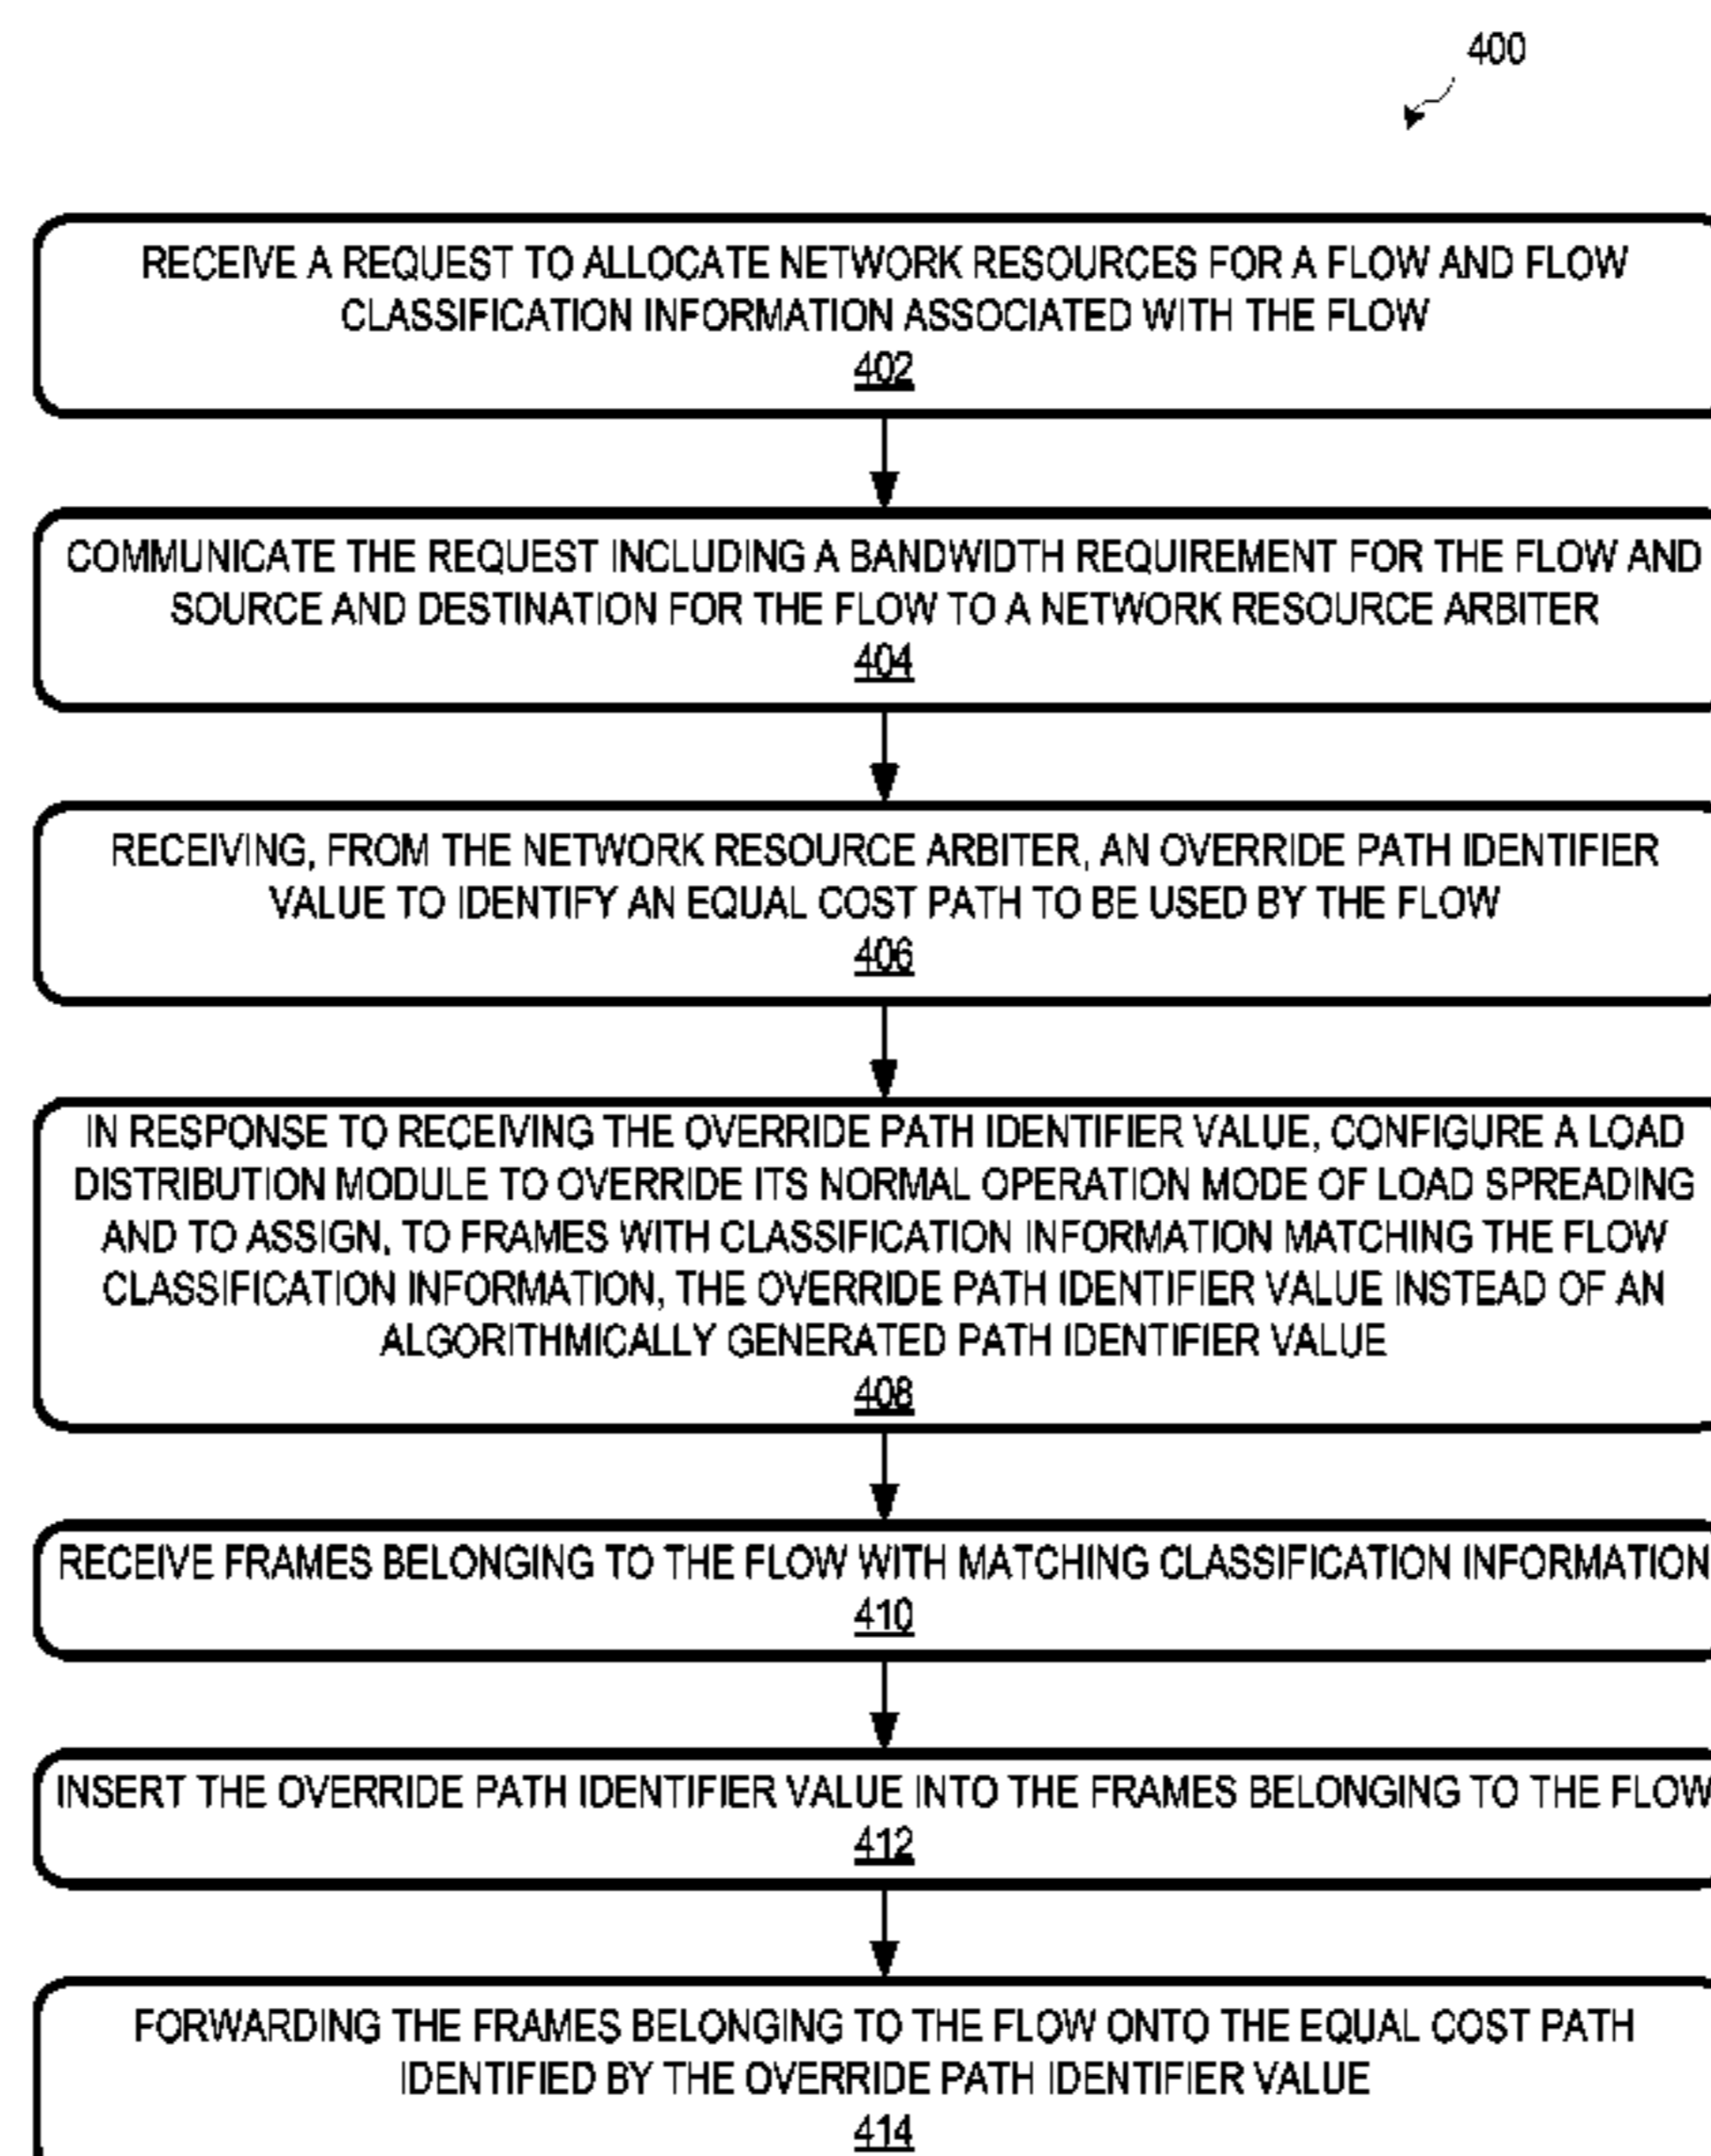 400
RECEIVE A REQUEST TO ALLOCATE NETWORK RESOURCES FOR A FLOW AND FLOW
CLASSIFICATION INFORMATION ASSOCIATED WITH THE FLOW
402
COMMUNICATE THE REQUEST INCLUDING A BANDWIDTH REQUIREMENT FOR THE FLOW AND
SOURCE AND DESTINATION FOR THE FLOW TO A NETWORK RESOURCE ARBITER
404
RECEIVING, FROM THE NETWORK RESOURCE ARBITER, AN OVERRIDE PATH IDENTIFIER
VALUE TO IDENTIFY AN EQUAL COST PATH TO BE USED BY THE FLOW
406
IN RESPONSE TO RECEIVING THE OVERRIDE PATH IDENTIFIER VALUE, CONFIGURE A LOAD
DISTRIBUTION MODULE TO OVERRIDE ITS NORMAL OPERATION MODE OF LOAD SPREADING
AND TO ASSIGN, TO FRAMES WITH CLASSIFICATION INFORMATION MATCHING THE FLOW
CLASSIFICATION INFORMATION, THE OVERRIDE PATH IDENTIFIER VALUE INSTEAD OF AN
ALGORITHMICALLY GENERATED PATH IDENTIFIER VALUE
408
RECEIVE FRAMES BELONGING TO THE FLOW WITH MATCHING CLASSIFICATION INFORMATION
410
INSERT THE OVERRIDE PATH IDENTIFIER VALUE INTO THE FRAMES BELONGING TO THE FLOW
412
FORWARDING THE FRAMES BELONGING TO THE FLOW ONTO THE EQUAL COST PATH
IDENTIFIED BY THE OVERRIDE PATH IDENTIFIER VALUE
414